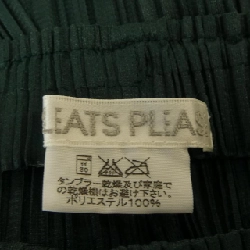 LEATS PLEAS
タンブラー乾燥及び家庭で
の乾燥樹はお避け下さい
ポリエステル100%